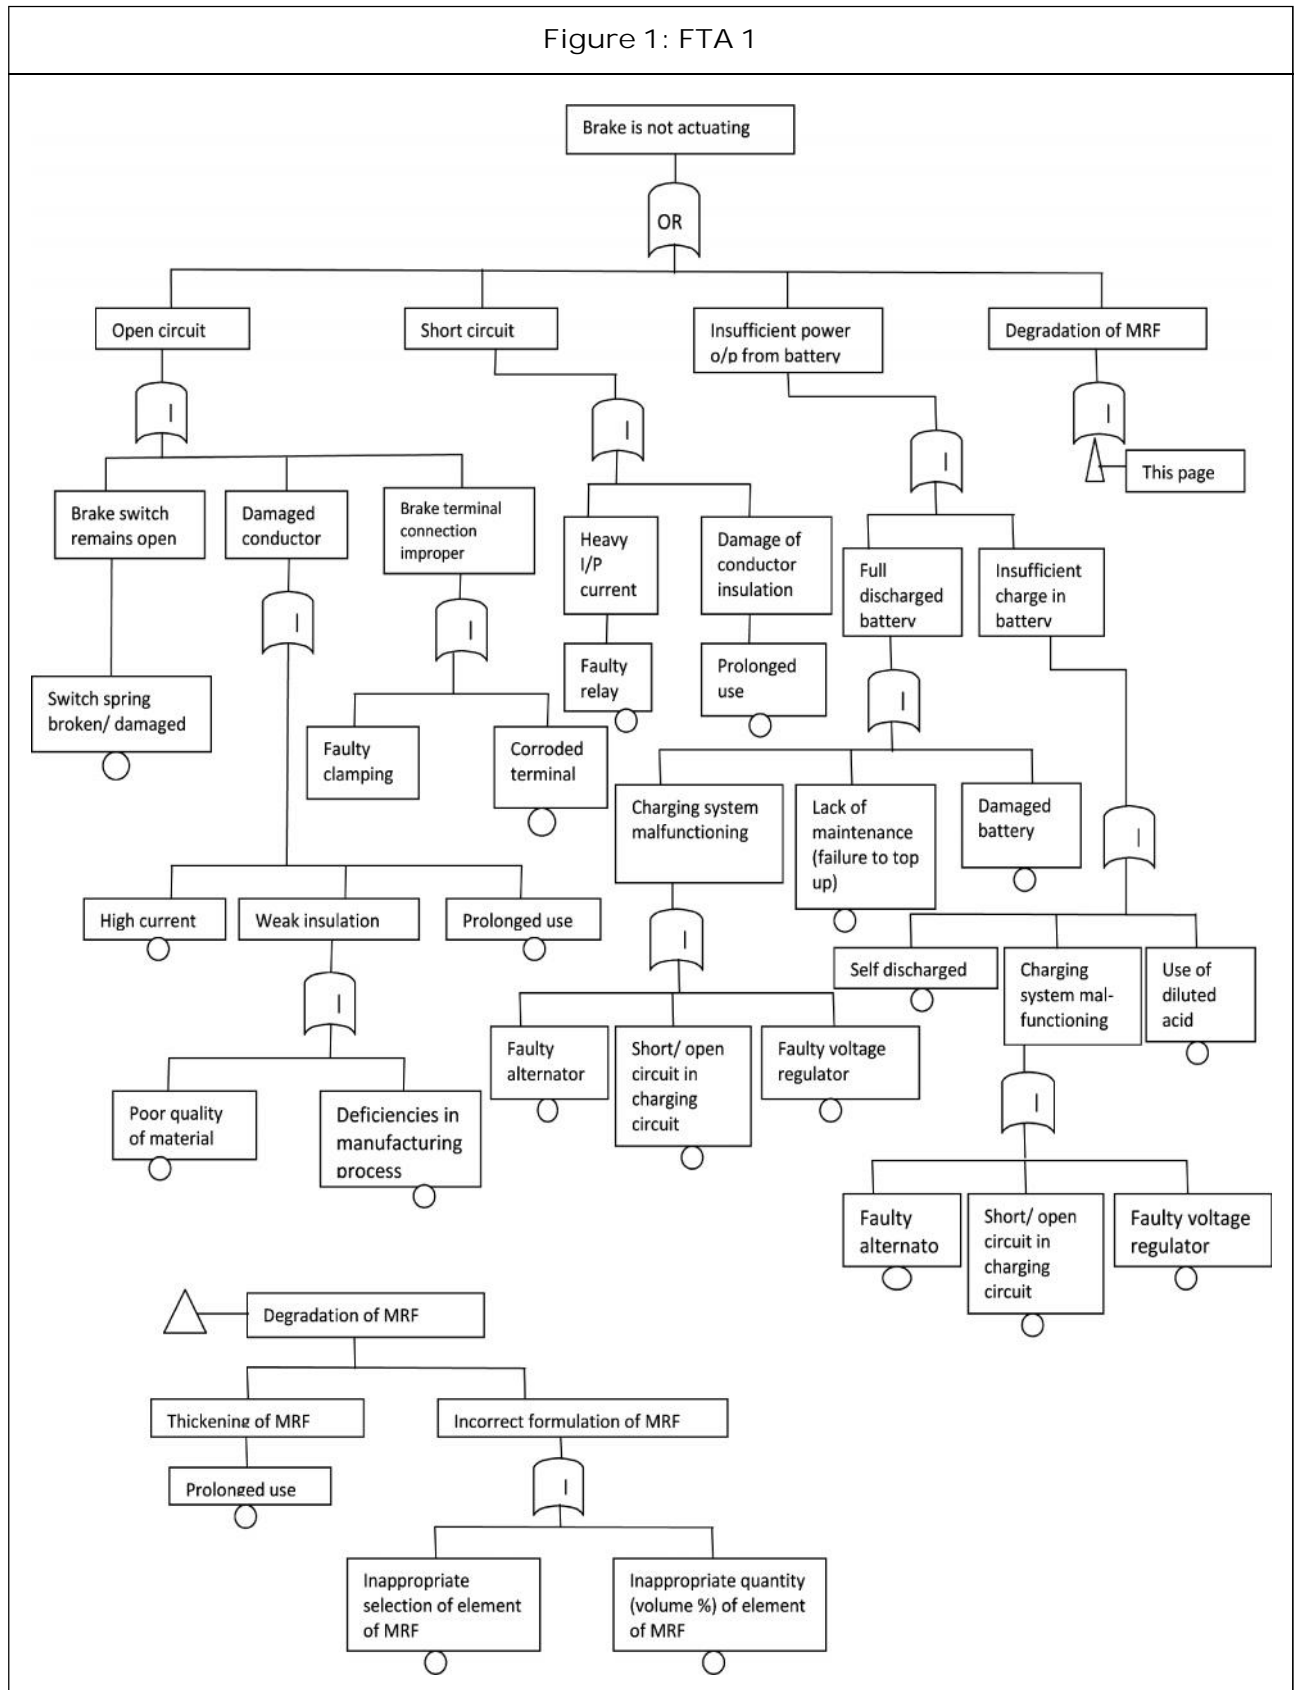 Figure 1: FTA 1
Brake is not actuating
OR
Open circuit
Short circuit
Insufficient power
o/p from battery
Degradation of MRF
This page
Brake switch
remains open
Damaged
conductor
Brake terminal
connection
improper
Heavy
I/P
current
Damage of
conductor
insulation
Full
discharged
battery
Insufficient
charge in
battery
Switch spring
broken/ damaged
Faulty
clamping
Corroded
terminal
Faulty
relay
Prolonged
use
Charging system
malfunctioning
Lack of
maintenance
(failure to top
up)
Damaged
battery
High current
Weak insulation
Prolonged use
Self discharged
Charging
system mal-
functioning
Use of
diluted
acid
Poor quality
of material
Deficiencies in
manufacturing
process
Faulty
alternator
Short/ open
circuit in
charging
circuit
Faulty voltage
regulator
Faulty
alternato
Short/ open
circuit in
charging
circuit
Faulty voltage
regulator
Degradation of MRF
Thickening of MRF
Incorrect formulation of MRF
Prolonged use
Inappropriate
selection of element
of MRF
Inappropriate quantity
(volume %) of element
of MRF